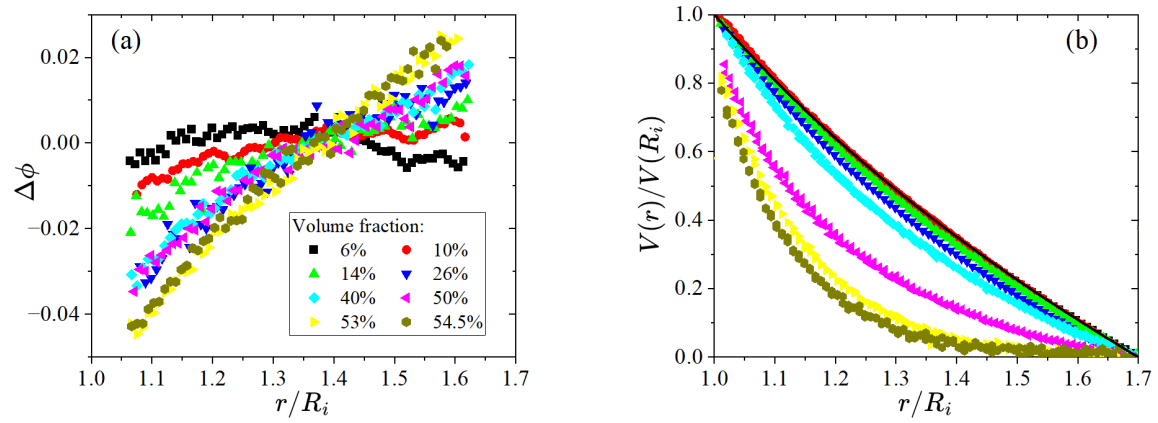 (a)
0.02
0.00
−0.02
−0.04
Δϕ
Volume fraction:
6% 10%
14% 26%
40% 50%
53% 54.5%
1.0 1.1 1.2 1.3 1.4 1.5 1.6 1.7
r/Rᵢ
(b)
1.0
0.8
0.6
0.4
0.2
0.0
V(r)/V(Rᵢ)
1.0 1.1 1.2 1.3 1.4 1.5 1.6 1.7
r/Rᵢ